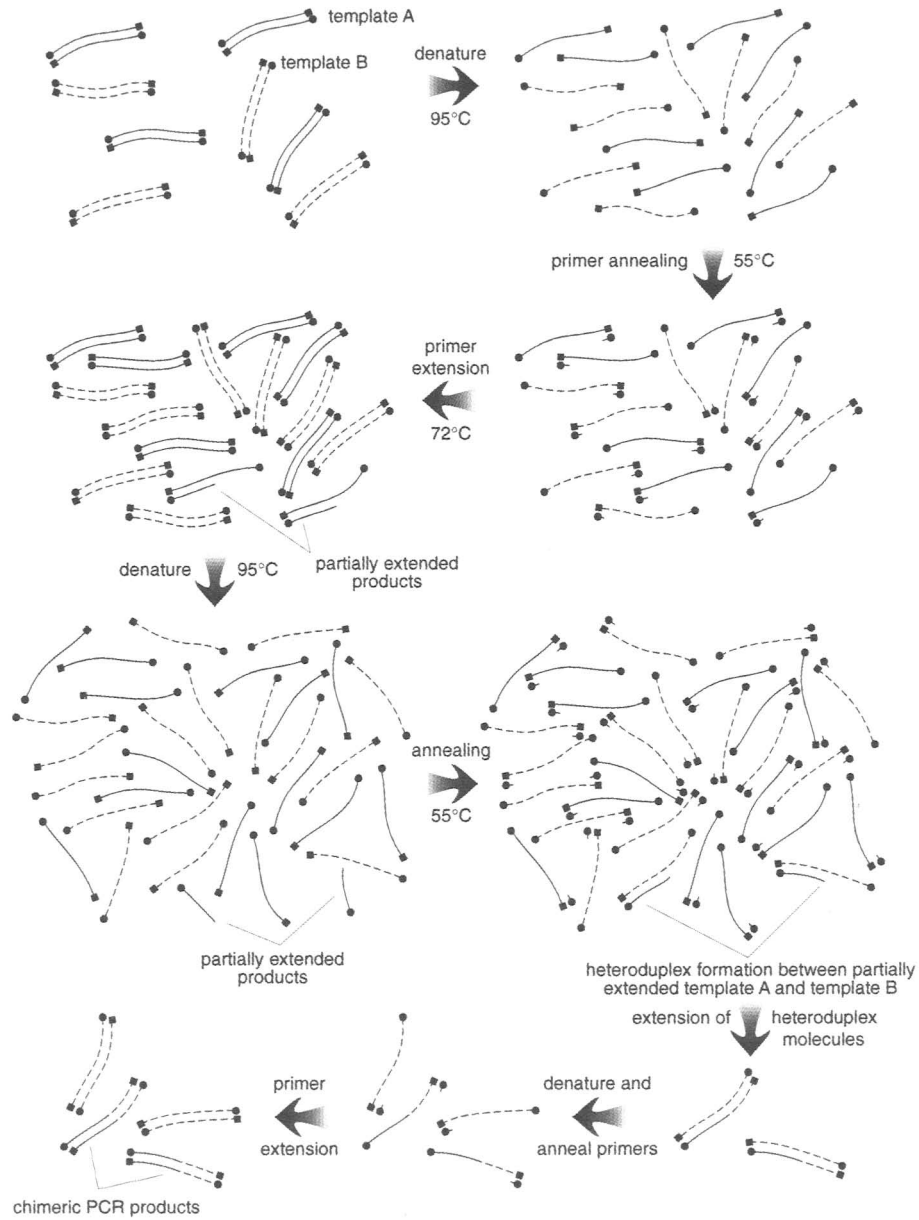 template A
template B
denature
95°C
primer annealing
55°C
primer
extension
72°C
partially extended
products
denature
95°C
annealing
55°C
partially extended
products
heteroduplex formation between partially
extended template A and template B
extension of
heteroduplex
molecules
denature and
anneal primers
primer
extension
chimeric PCR products